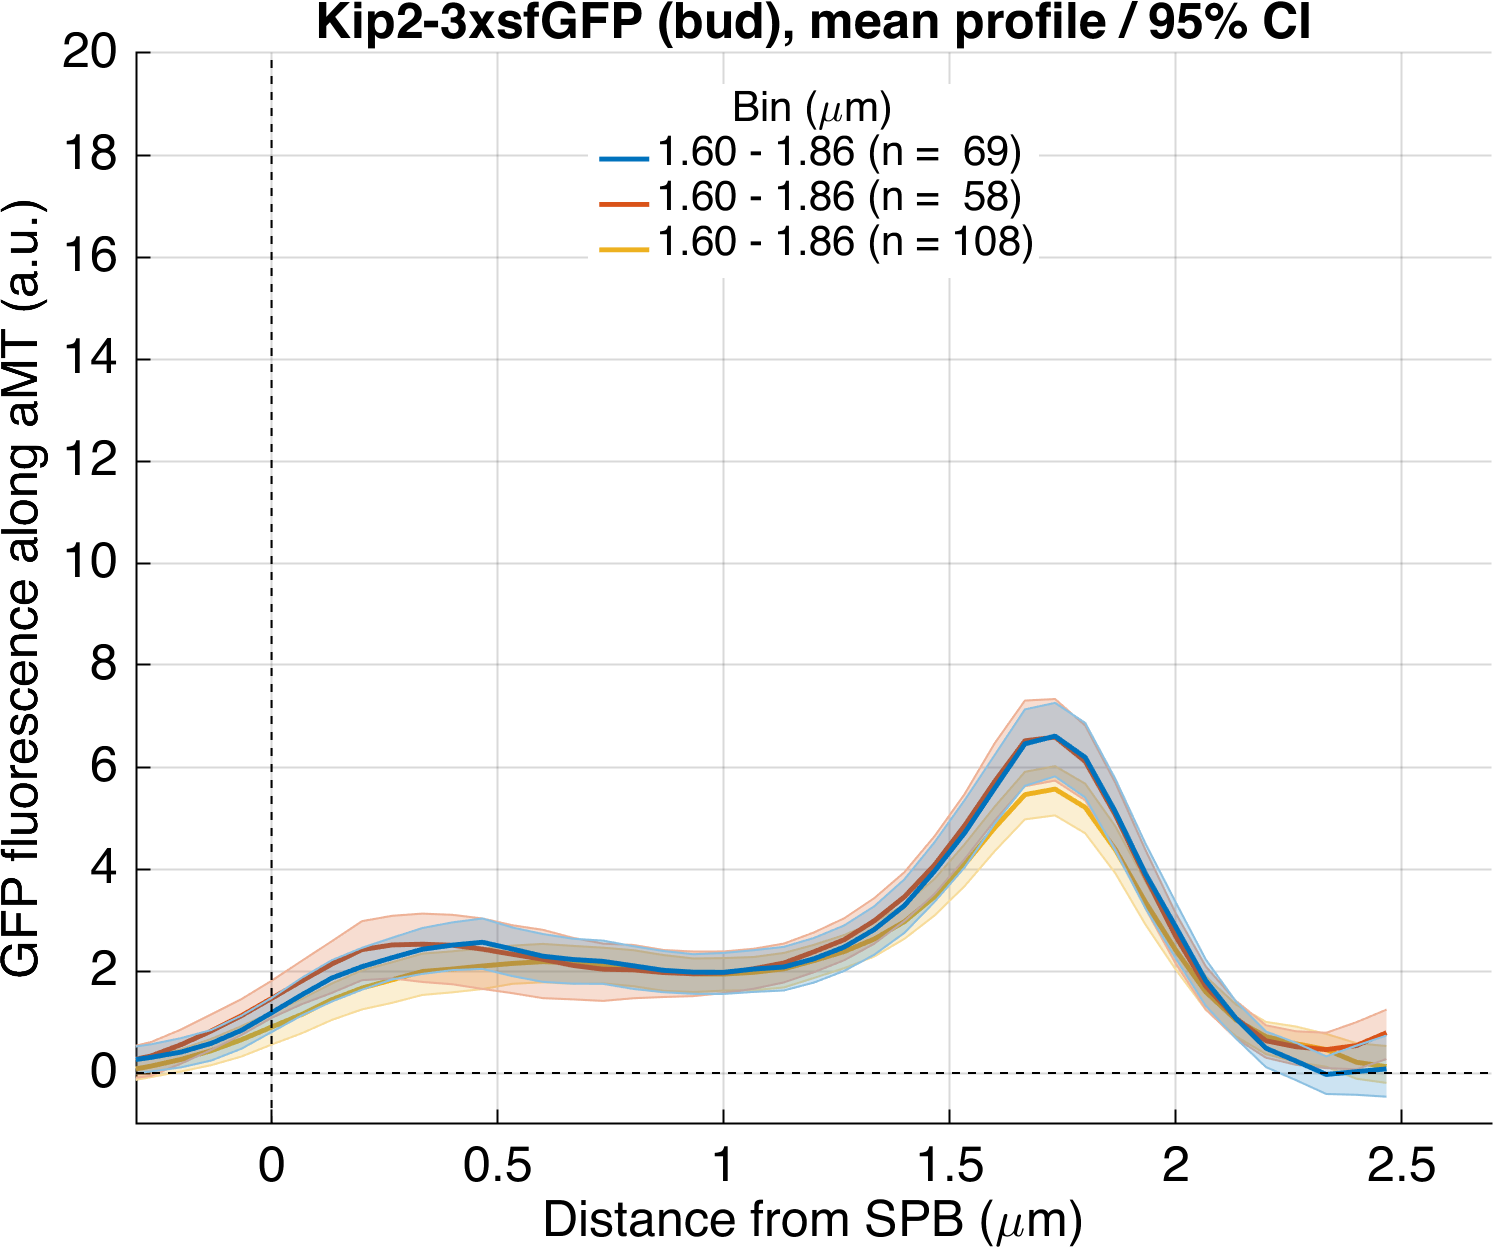 Kip2-3xsfGFP (bud), mean profile / 95% CI
GFP fluorescence along aMT (a.u.)
20
18
16
14
12
10
8
6
4
2
0
Bin (μm)
1.60 - 1.86 (n =  69)
1.60 - 1.86 (n =  58)
1.60 - 1.86 (n = 108)
0 0.5 1 1.5 2 2.5
Distance from SPB (μm)